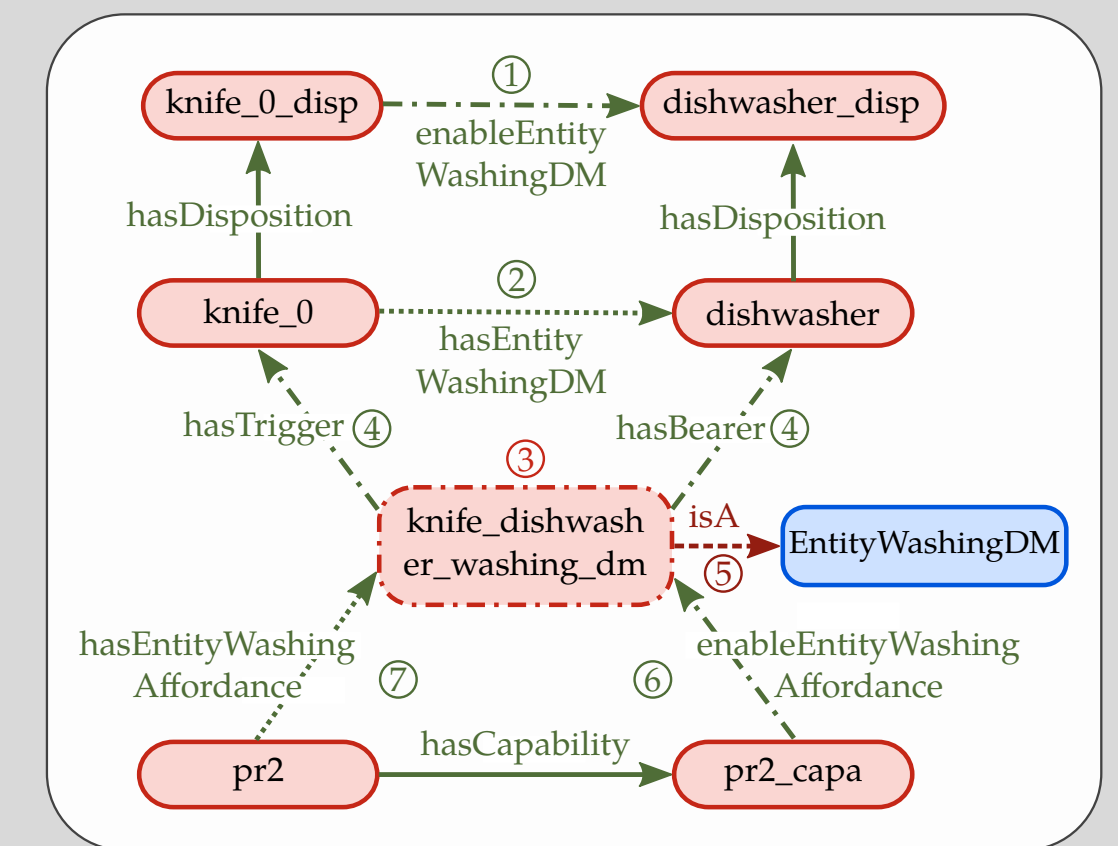 ①
knife_0_disp
dishwasher_disp
enableEntity
WashingDM
hasDisposition
hasDisposition
②
knife_0
dishwasher
hasEntity
WashingDM
hasTrigger ④
hasBearer ④
③
knife_dishwash
er_washing_dm
isA
EntityWashingDM
⑤
hasEntityWashing
Affordance
⑦
⑥
enableEntityWashing
Affordance
hasCapability
pr2
pr2_capa